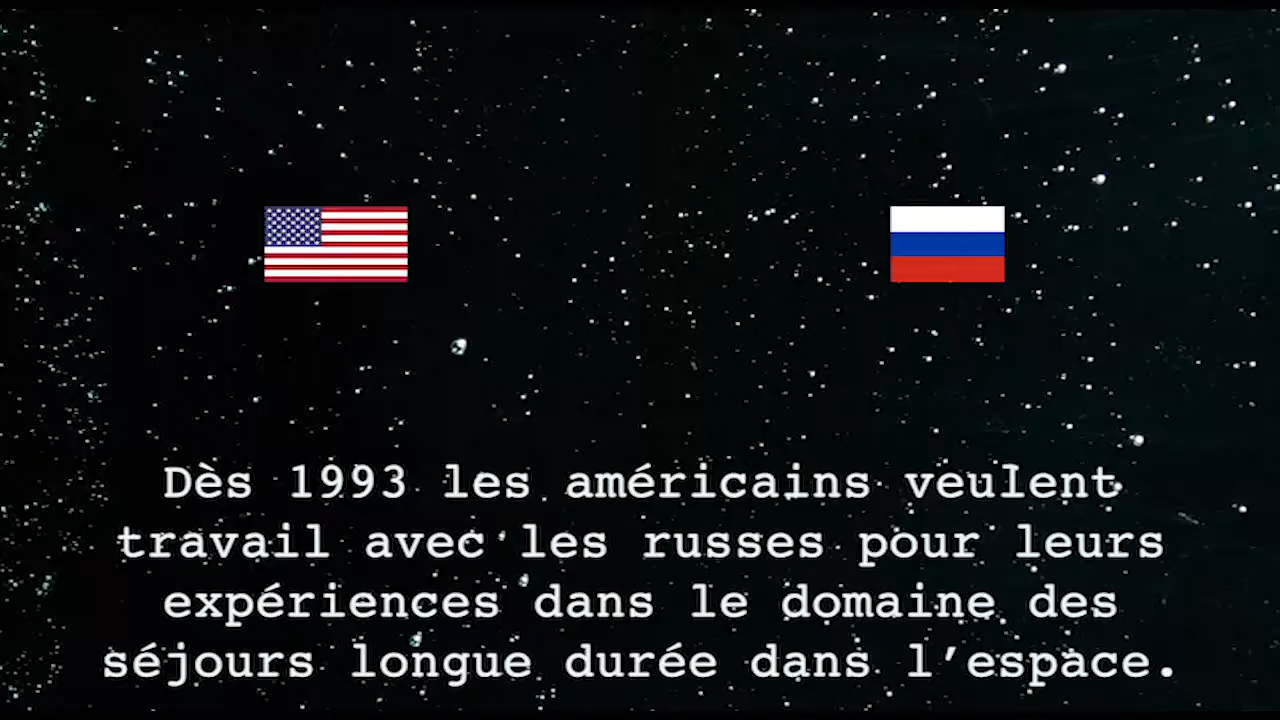 Dès 1993 les américains veulent
travail avec les russes pour leurs
expériences dans le domaine des
séjours longue durée dans l’espace.